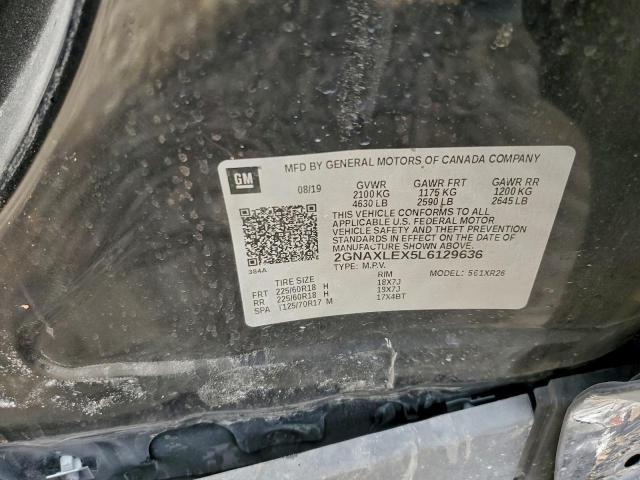 MFD BY GENERAL MOTORS OF CANADA COMPANY
GM
08/19 GVWR GAWR FRT GAWR RR
2100 KG 1175 KG 1200 KG
4630 LB 2590 LB 2645 LB
THIS VEHICLE CONFORMS TO ALL
APPLICABLE U.S. FEDERAL MOTOR
VEHICLE SAFETY AND THEFT PREVENTION
STANDARDS IN EFFECT ON THE DATE OF
MANUFACTURE SHOWN ABOVE.
2GNAXLEX5L6129636
384A
TYPE: M.P.V. MODEL: 561XR26
TIRE SIZE RIM
FRT 225/60R18 H 18X7J
RR 225/60R18 H 18X7J
SPA T125/70R17 M 17X4BT